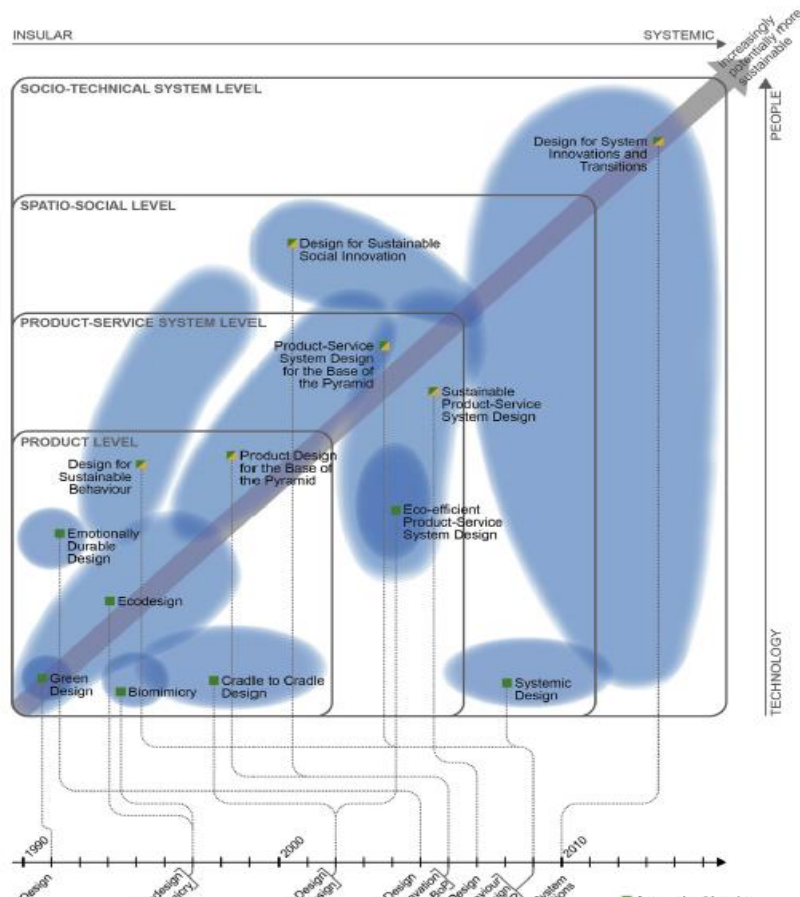 INSULAR
SYSTEMIC
Increasingly
potentially more
sustainable
SOCIO-TECHNICAL SYSTEM LEVEL
PEOPLE
Design for System
Innovations and
Transitions
SPATIO-SOCIAL LEVEL
Design for Sustainable
Social Innovation
PRODUCT-SERVICE SYSTEM LEVEL
Product-Service
System Design
for the Base of
the Pyramid
Sustainable
Product-Service
System Design
PRODUCT LEVEL
Design for
Sustainable
Behaviour
Product Design
for the Base of
the Pyramid
Emotionally
Durable
Design
Eco-efficient
Product-Service
System Design
Ecodesign
Green
Design
Biomimicry
Cradle to Cradle
Design
Systemic
Design
TECHNOLOGY
1990
2000
2010
Design
Design
Design
Design
System